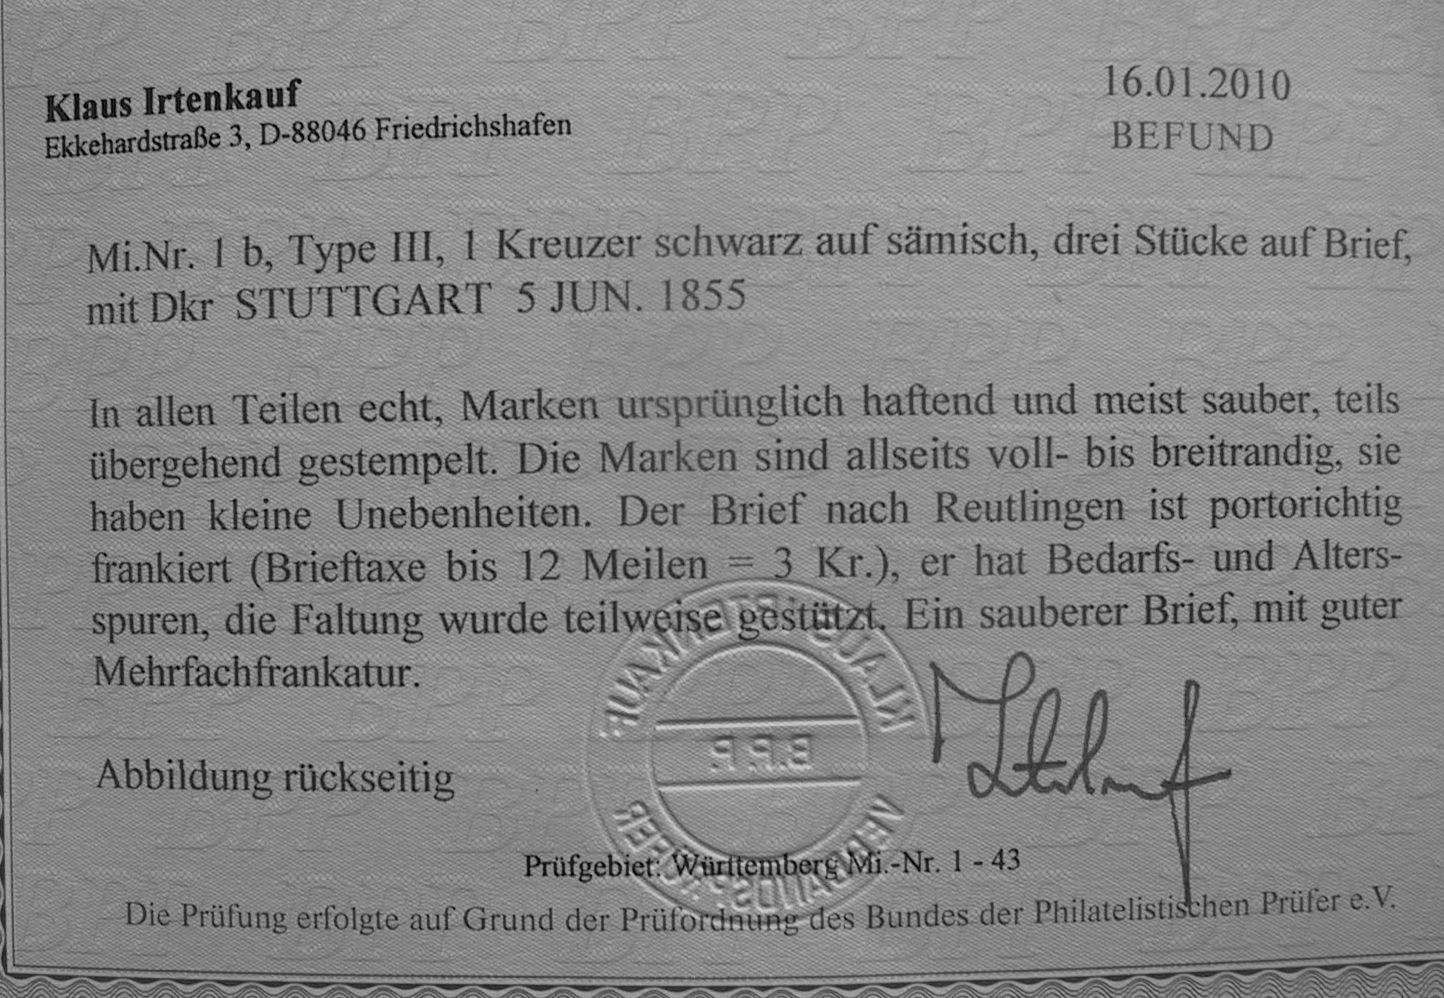 Klaus Irtenkauf
Ekkehardstraße 3, D-88046 Friedrichshafen
16.01.2010
BEFUND
Mi.Nr. 1 b, Type III, 1 Kreuzer schwarz auf sämisch, drei Stücke auf Brief,
mit Dkr STUTTGART 5 JUN. 1855
In allen Teilen echt, Marken ursprünglich haftend und meist sauber, teils
übergehend gestempelt. Die Marken sind allseits voll- bis breitrandig, sie
haben kleine Unebenheiten. Der Brief nach Reutlingen ist portorichtig
frankiert (Brieftaxe bis 12 Meilen = 3 Kr.), er hat Bedarfs- und Alters-
spuren, die Faltung wurde teilweise gestützt. Ein sauberer Brief, mit guter
Mehrfachfrankatur.
Abbildung rückseitig
KLAUS IRTENKAUF
B.P.P.
VERBANDSPRÜFER
Prüfgebiet: Württemberg Mi.-Nr. 1 - 43
Die Prüfung erfolgte auf Grund der Prüfordnung des Bundes der Philatelistischen Prüfer e.V.